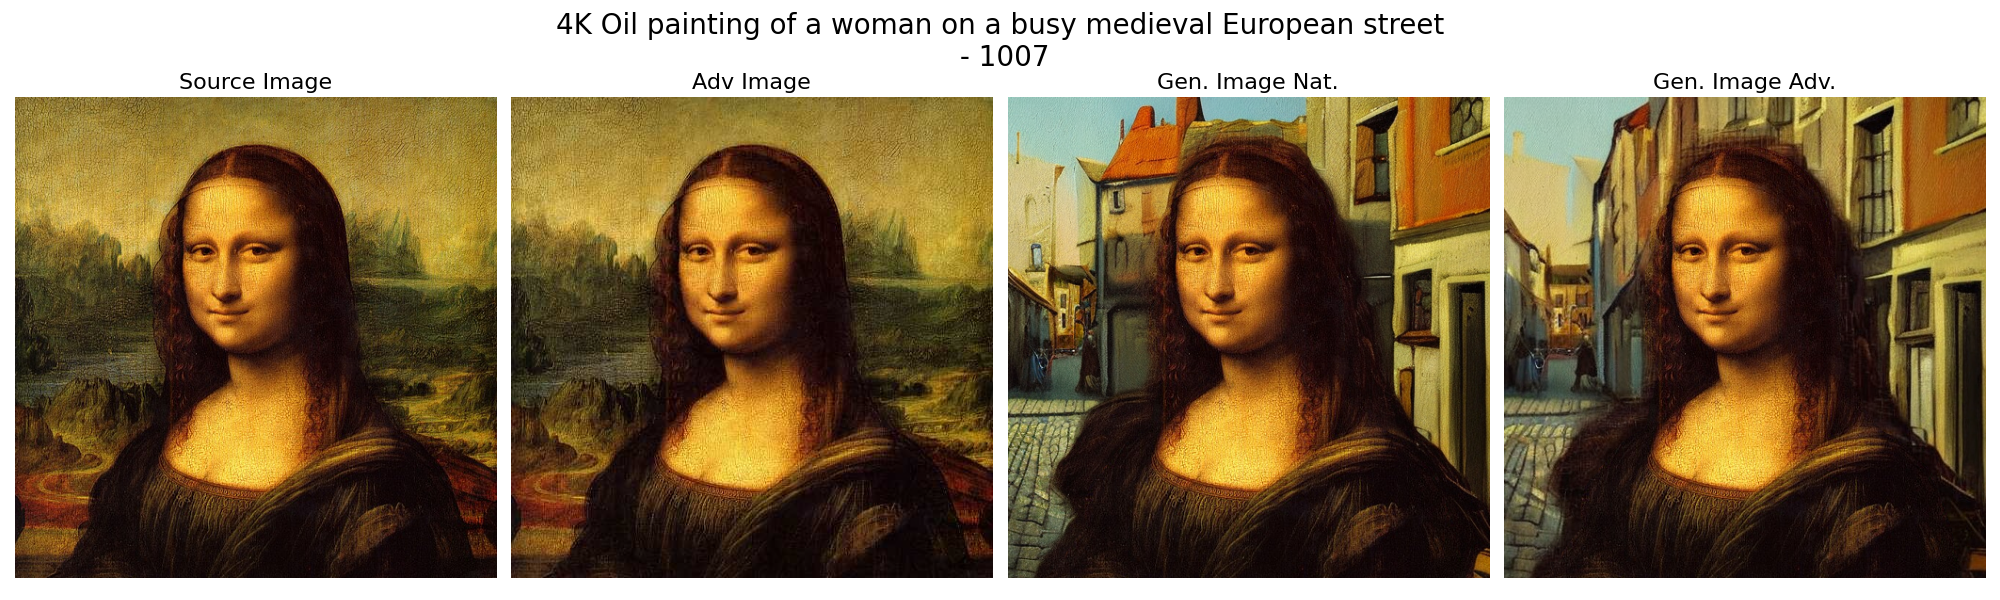 4K Oil painting of a woman on a busy medieval European street
- 1007
Source Image
Adv Image
Gen. Image Nat.
Gen. Image Adv.